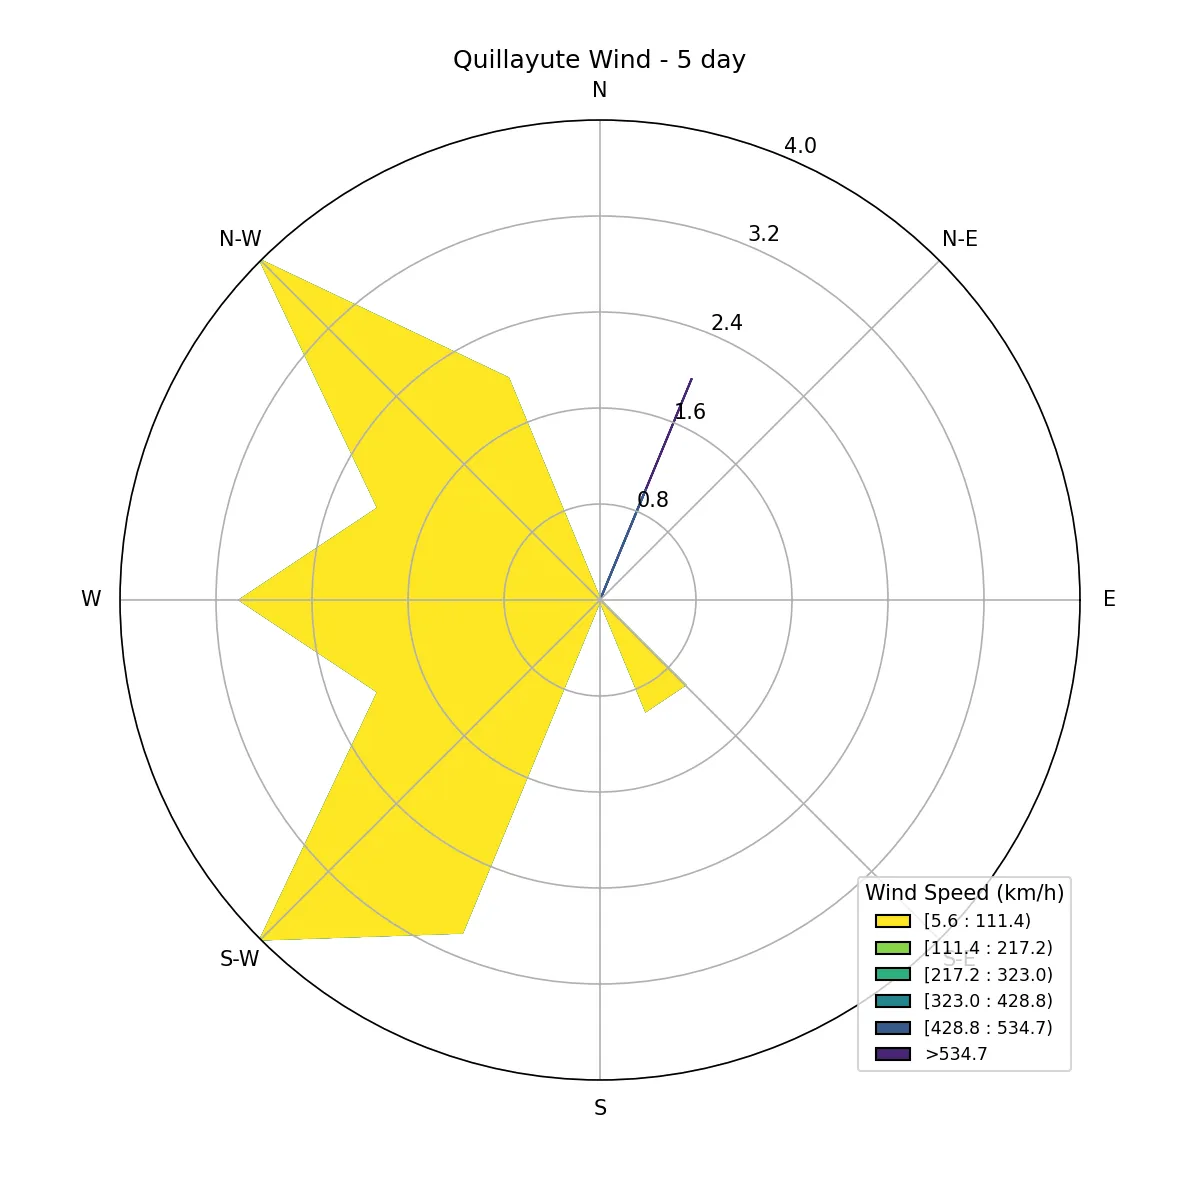 Quillayute Wind - 5 day
N
4.0
N-W
3.2
N-E
2.4
1.6
0.8
W
E
Wind Speed (km/h)
[5.6 : 111.4)
[111.4 : 217.2)
S-W
S-E
[217.2 : 323.0)
[323.0 : 428.8)
[428.8 : 534.7)
>534.7
S